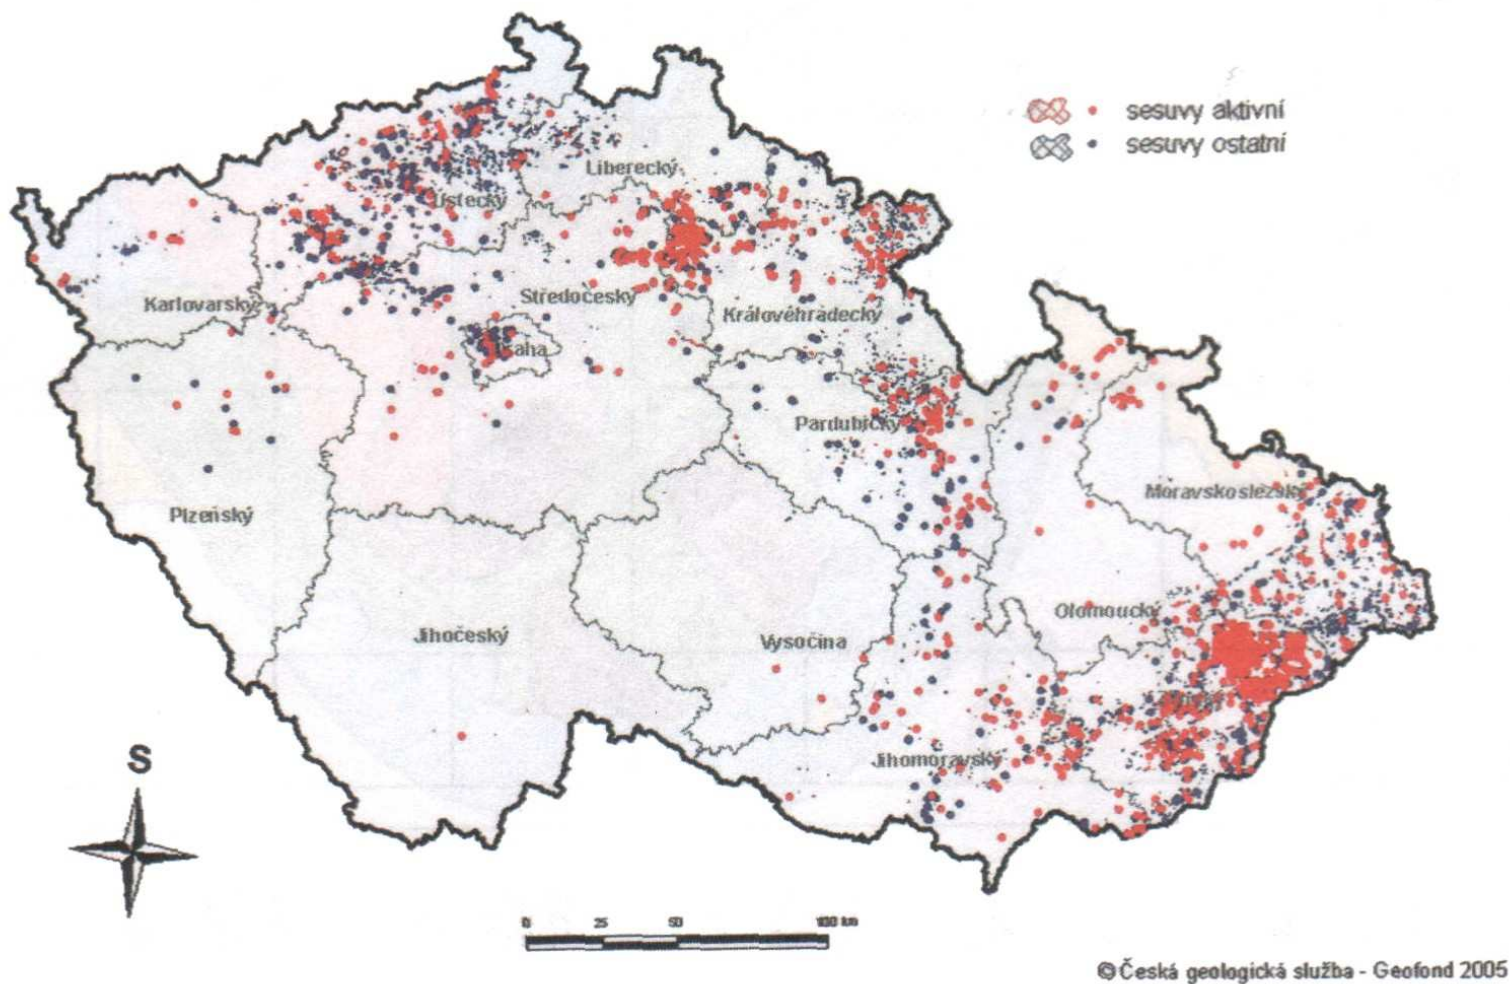 sesuvy aktivní
sesuvy ostatní
Liberecký
Ústecký
Karlovarský
Středočeský
Královéhradecký
Praha
Pardubický
Moravskoslezský
Plzeňský
Olomoucký
Jihočeský
Vysočina
Jihomoravský
S
0 25 50 100 km
© Česká geologická služba - Geofond 2005